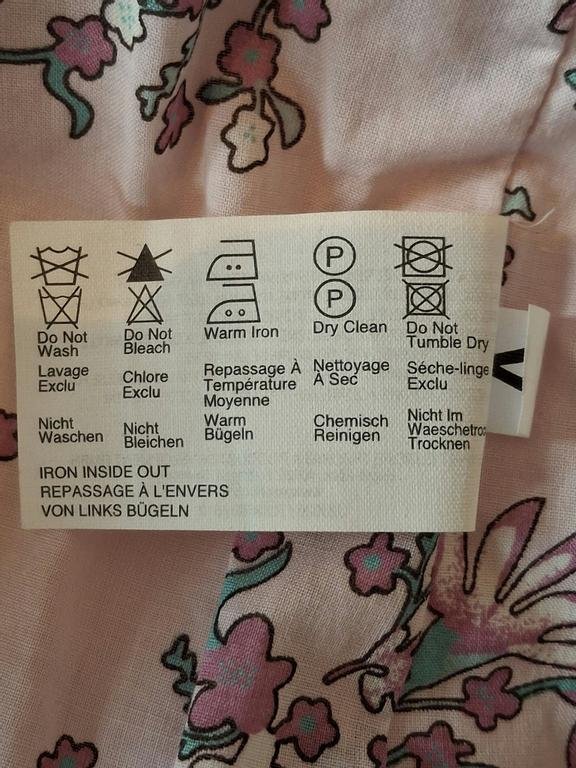 P
P
Do Not
Wash
Do Not
Bleach
Warm Iron
Dry Clean
Do Not
Tumble Dry
Lavage
Exclu
Chlore
Exclu
Repassage À
Température
Moyenne
Nettoyage
À Sec
Séche-linge
Exclu
Nicht
Waschen
Nicht
Bleichen
Warm
Bügeln
Chemisch
Reinigen
Nicht Im
Waeschetroc
Trocknen
IRON INSIDE OUT
REPASSAGE À L'ENVERS
VON LINKS BÜGELN